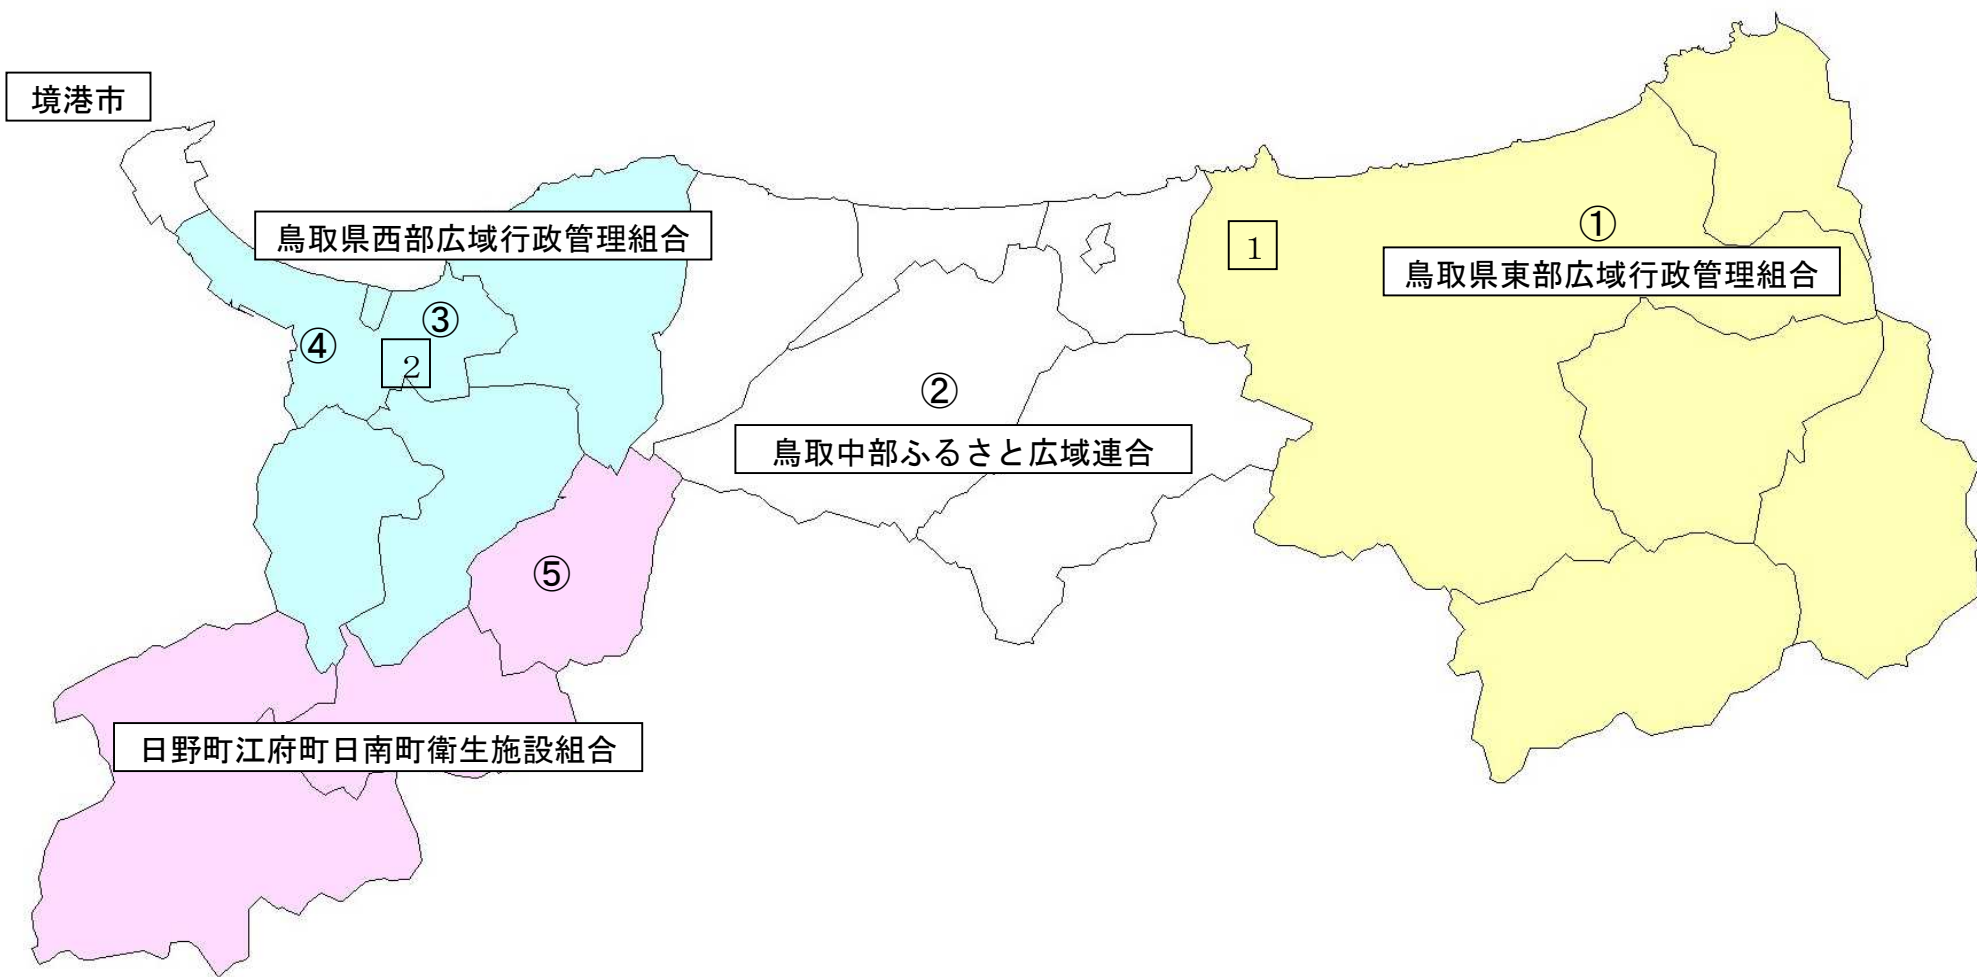 境港市
鳥取県西部広域行政管理組合
①
1
鳥取県東部広域行政管理組合
③
④
2
②
鳥取中部ふるさと広域連合
⑤
日野町江府町日南町衛生施設組合